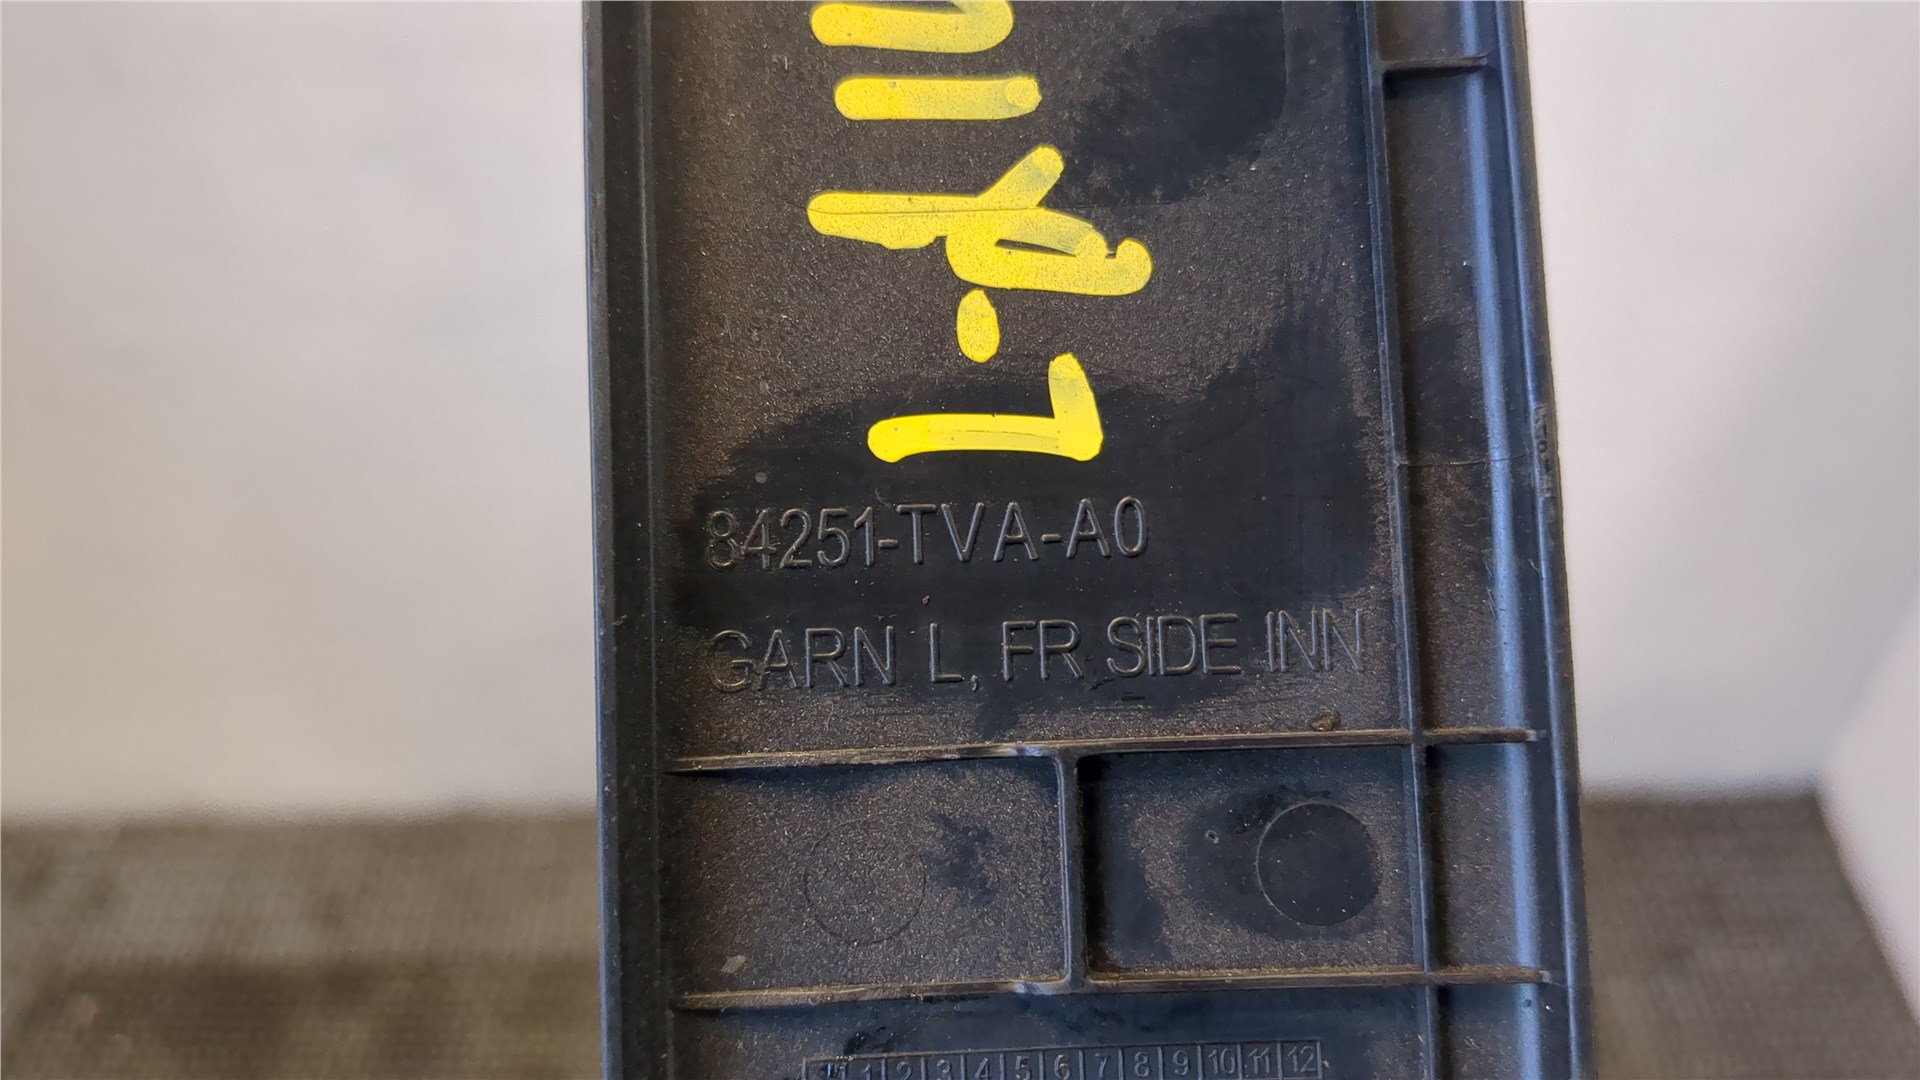 84251-TVA-A0
GARN L, FR SIDE INN
1 2 3 4 5 6 7 8 9 10 11 12